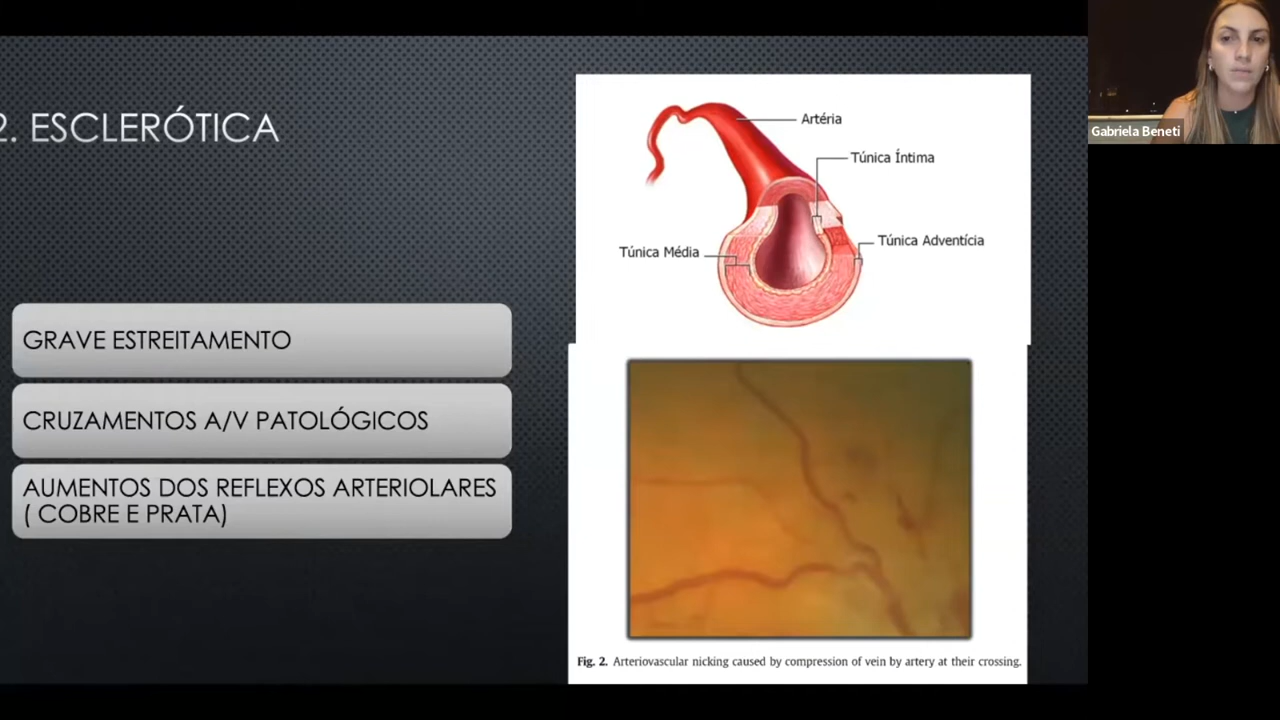 2. ESCLERÓTICA
GRAVE ESTREITAMENTO
CRUZAMENTOS A/V PATOLÓGICOS
AUMENTOS DOS REFLEXOS ARTERIOLARES
( COBRE E PRATA)
Artéria
Túnica Íntima
Túnica Adventícia
Túnica Média
Fig. 2. Arteriovascular nicking caused by compression of vein by artery at their crossing.
Gabriela Beneti